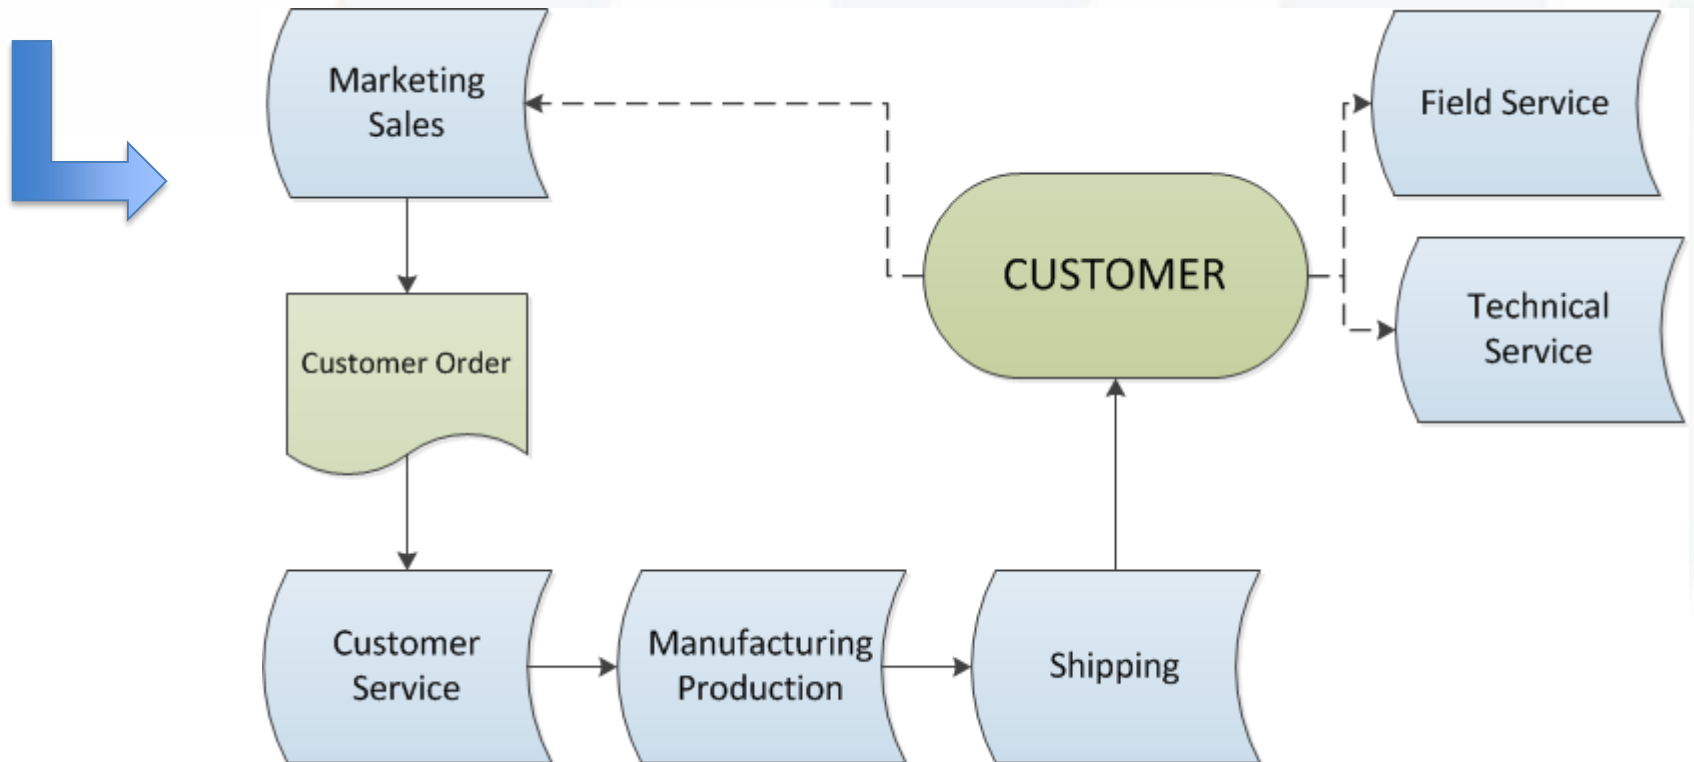 Marketing
Sales
Field Service
CUSTOMER
Technical
Service
Customer Order
Customer
Service
Manufacturing
Production
Shipping